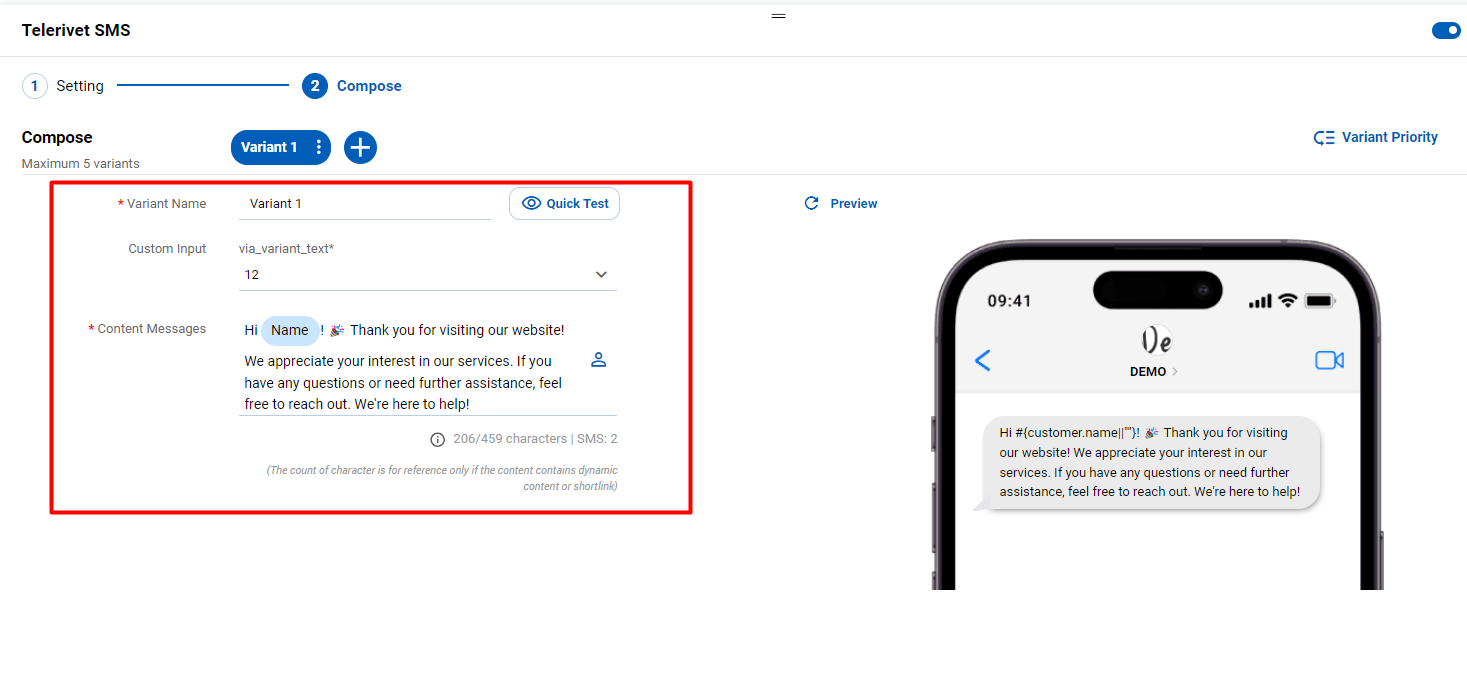 Telerivet SMS
1 Setting 2 Compose
Compose
Maximum 5 variants
Variant 1
Variant Priority
* Variant Name Variant 1 Quick Test
Custom Input via_variant_text*
12
* Content Messages Hi Name ! 🎉 Thank you for visiting our website!
We appreciate your interest in our services. If you
have any questions or need further assistance, feel
free to reach out. We're here to help!
206/459 characters | SMS: 2
(The count of character is for reference only if the content contains dynamic
content or shortlink)
Preview
09:41
De
DEMO
Hi #{customer.name||""}! 🎉 Thank you for visiting
our website! We appreciate your interest in our
services. If you have any questions or need further
assistance, feel free to reach out. We're here to help!